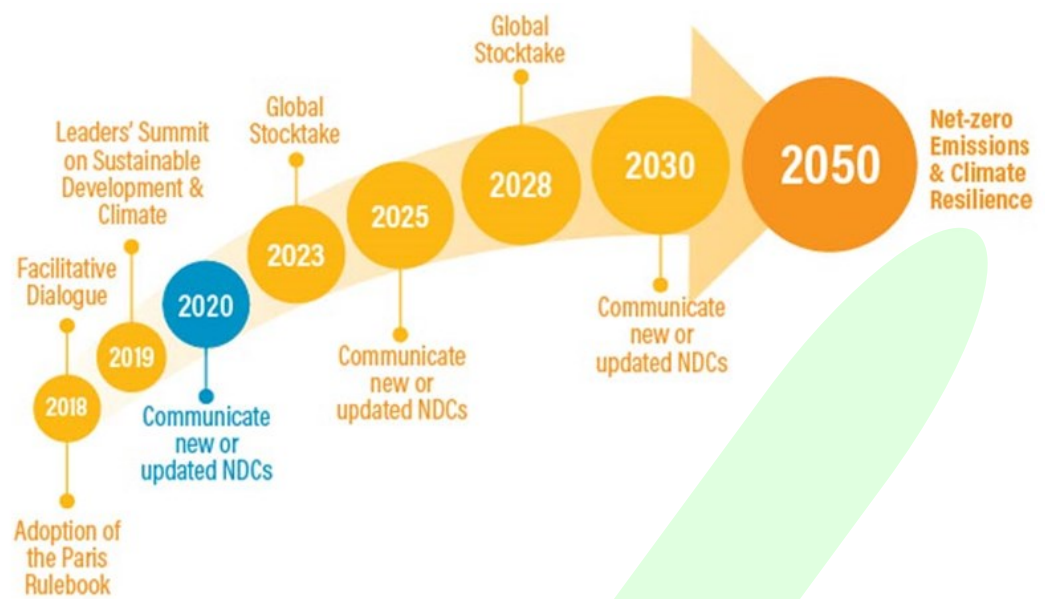 Facilitative
Dialogue
2018
Adoption of
the Paris
Rulebook
Leaders' Summit
on Sustainable
Development &
Climate
2019
2020
Communicate
new or
updated NDCs
Global
Stocktake
2023
2025
Communicate
new or
updated NDCs
Global
Stocktake
2028
2030
Communicate
new or
updated NDCs
2050
Net-zero
Emissions
& Climate
Resilience